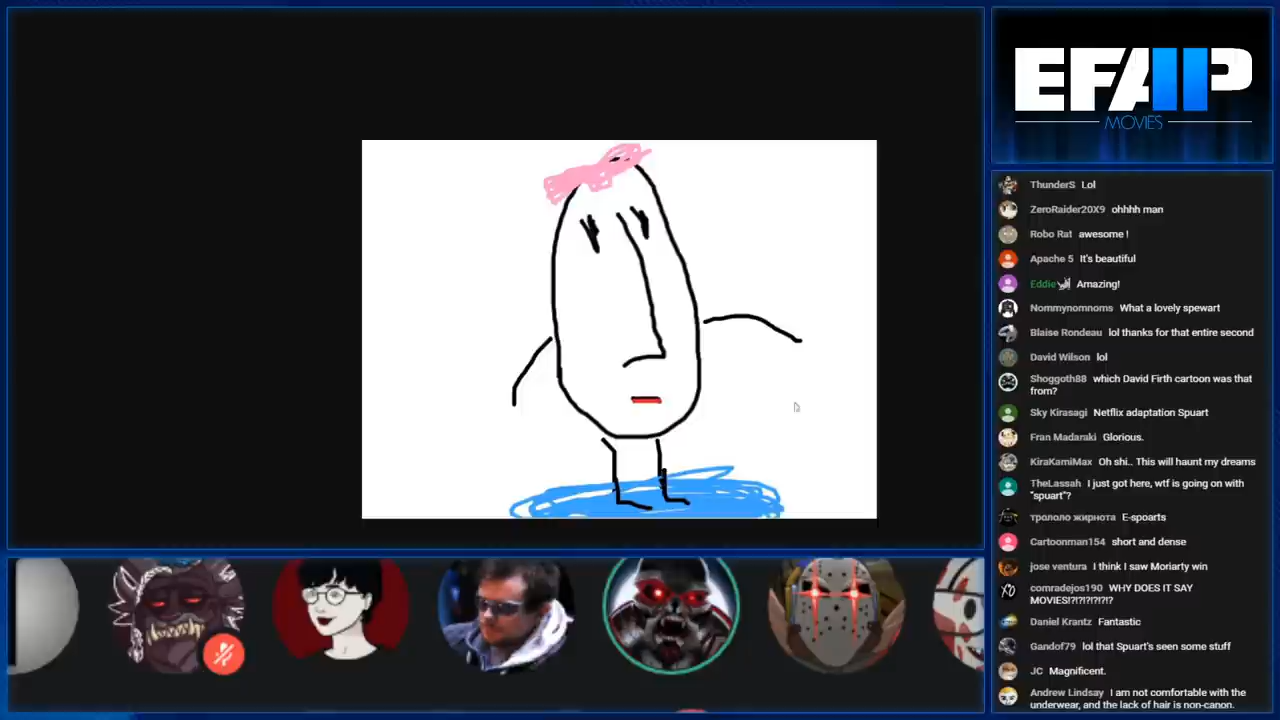 EFAP
MOVIES
ThunderS Lol
ZeroRaider20X9 ohhhh man
Robo Rat awesome !
Apache 5 It's beautiful
Eddie Amazing!
Nommynomnoms What a lovely spewart
Blaise Rondeau lol thanks for that entire second
David Wilson lol
Shoggoth88 which David Firth cartoon was that
from?
Sky Kirasagi Netflix adaptation Spuart
Fran Madaraki Glorious.
KiraKamiMax Oh shi.. This will haunt my dreams
TheLassah I just got here, wtf is going on with
"spuart"?
трололо жирнота E-spoarts
Cartoonman154 short and dense
jose ventura I think I saw Moriarty win
comradejos190 WHY DOES IT SAY
MOVIES!?!?!?!?!?!?
Daniel Krantz Fantastic
Gandof79 lol that Spuart's seen some stuff
JC Magnificent.
Andrew Lindsay I am not comfortable with the
underwear, and the lack of hair is non-canon.